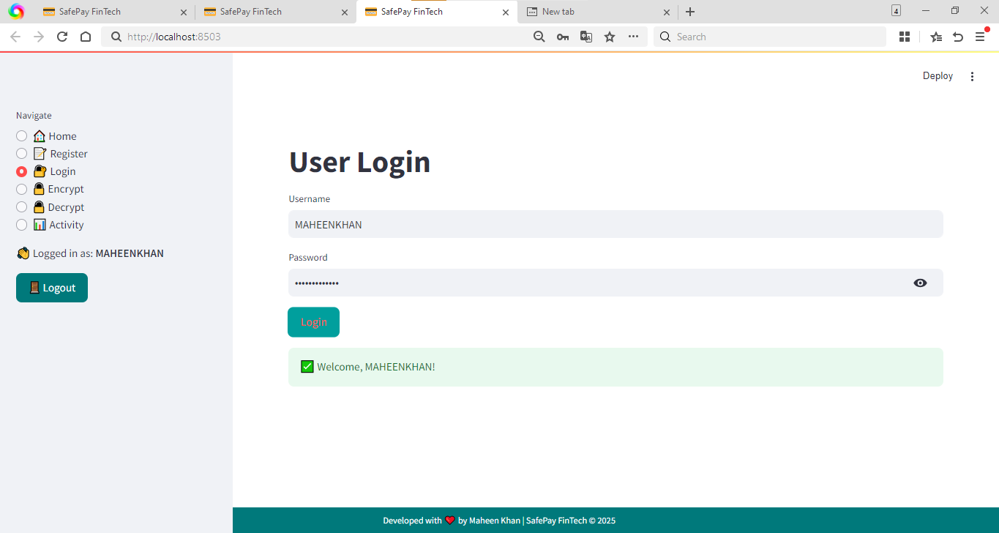 SafePay FinTech
SafePay FinTech
SafePay FinTech
New tab
4
http://localhost:8503
Search
Deploy
Navigate
Home
Register
Login
Encrypt
Decrypt
Activity
Logged in as: MAHEENKHAN
Logout
User Login
Username
MAHEENKHAN
Password
•••••••••••••
Login
✅ Welcome, MAHEENKHAN!
Developed with ❤️ by Maheen Khan | SafePay FinTech © 2025